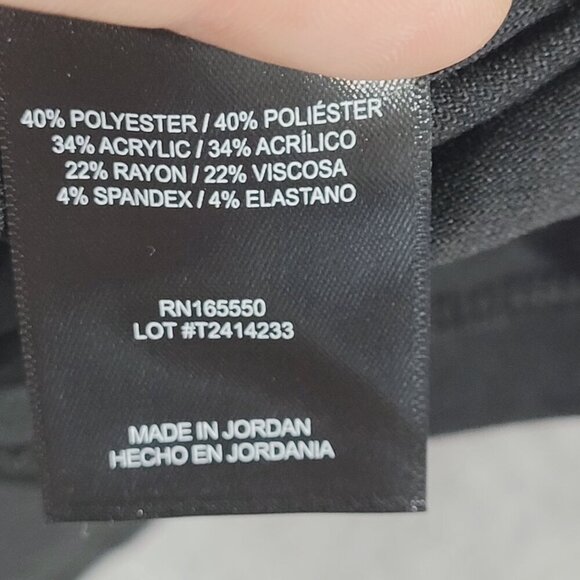 40% POLYESTER / 40% POLIÉSTER
34% ACRYLIC / 34% ACRÍLICO
22% RAYON / 22% VISCOSA
4% SPANDEX / 4% ELASTANO
RN165550
LOT #T2414233
MADE IN JORDAN
HECHO EN JORDANIA